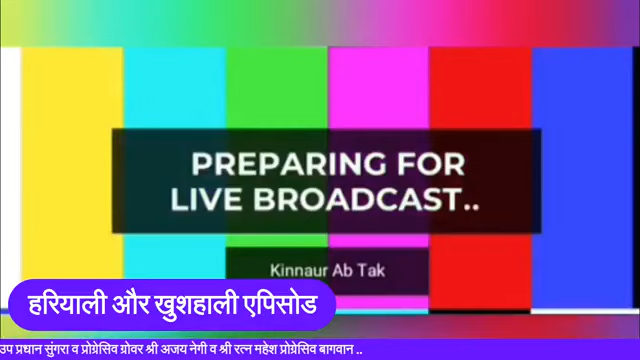 PREPARING FOR
LIVE BROADCAST..
Kinnaur Ab Tak
हरियाली और खुशहाली एपिसोड
उप प्रधान सुंगरा व प्रोग्रेसिव ग्रोवर श्री अजय नेगी व श्री रत्न महेश प्रोग्रेसिव बागवान ..